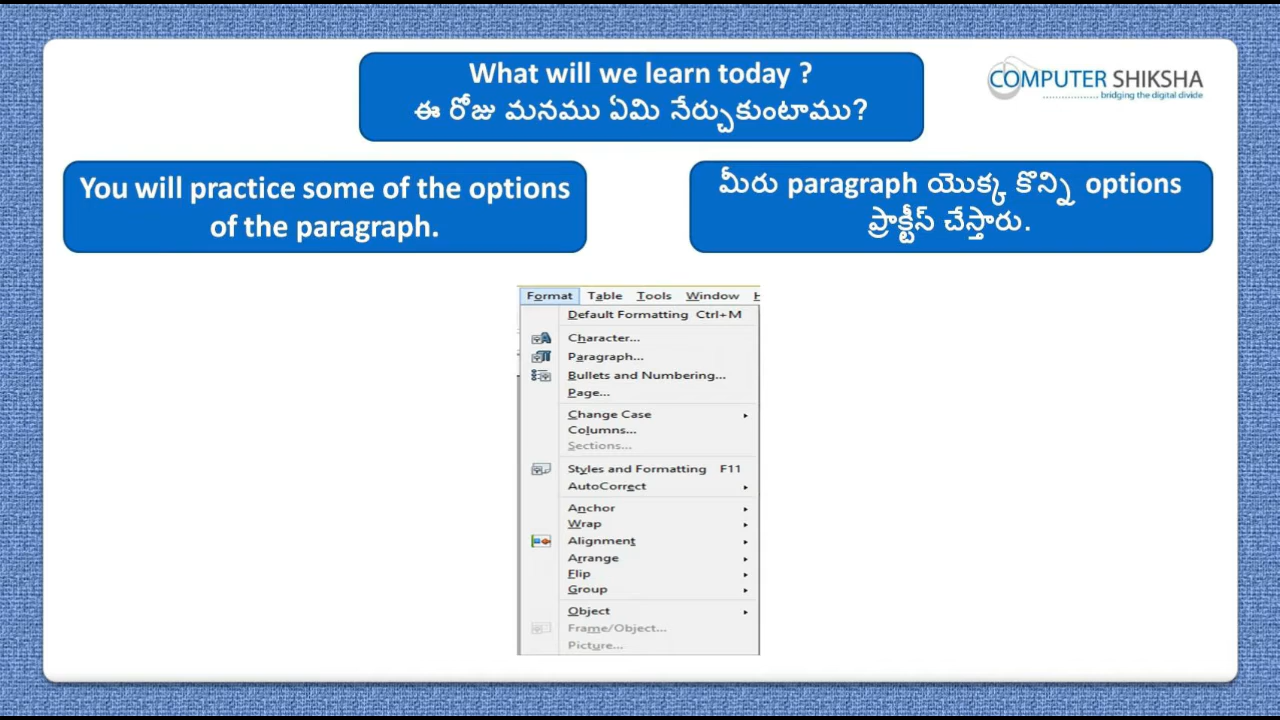 What will we learn today ?
ఈ రోజు మనము ఏమి నేర్చుకుంటాము?
COMPUTER SHIKSHA
bridging the digital divide
You will practice some of the options
of the paragraph.
మీరు paragraph యొక్క కొన్ని options
ప్రాక్టీస్ చేస్తారు.
Format Table Tools Window H
Default Formatting Ctrl+M
Character...
Paragraph...
Bullets and Numbering...
Page...
Change Case
Columns...
Sections...
Styles and Formatting F11
AutoCorrect
Anchor
Wrap
Alignment
Arrange
Flip
Group
Object
Frame/Object...
Picture...